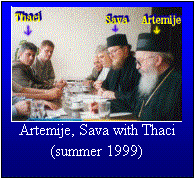 Thaci Sava Artemije
Artemije, Sava with Thaci
(summer 1999)